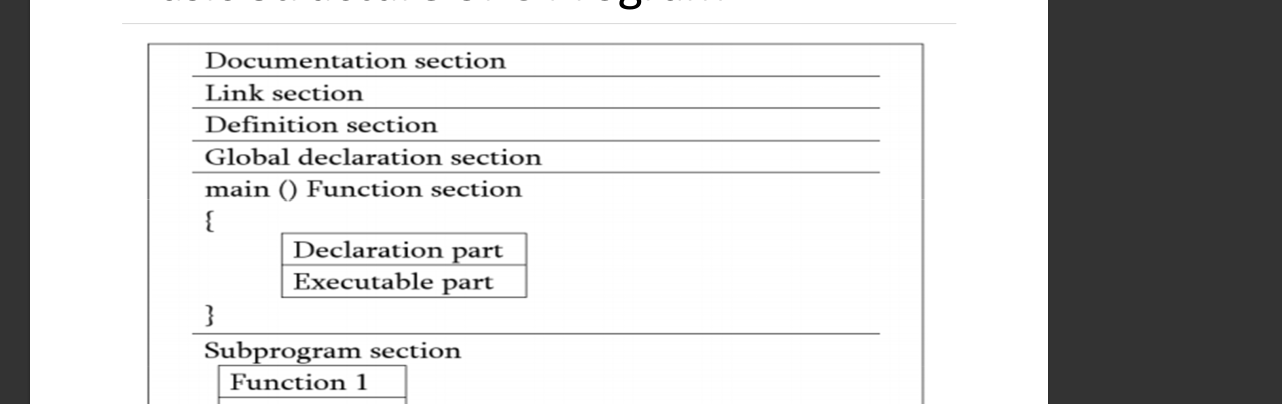 Documentation section
Link section
Definition section
Global declaration section
main () Function section
{
Declaration part
Executable part
}
Subprogram section
Function 1